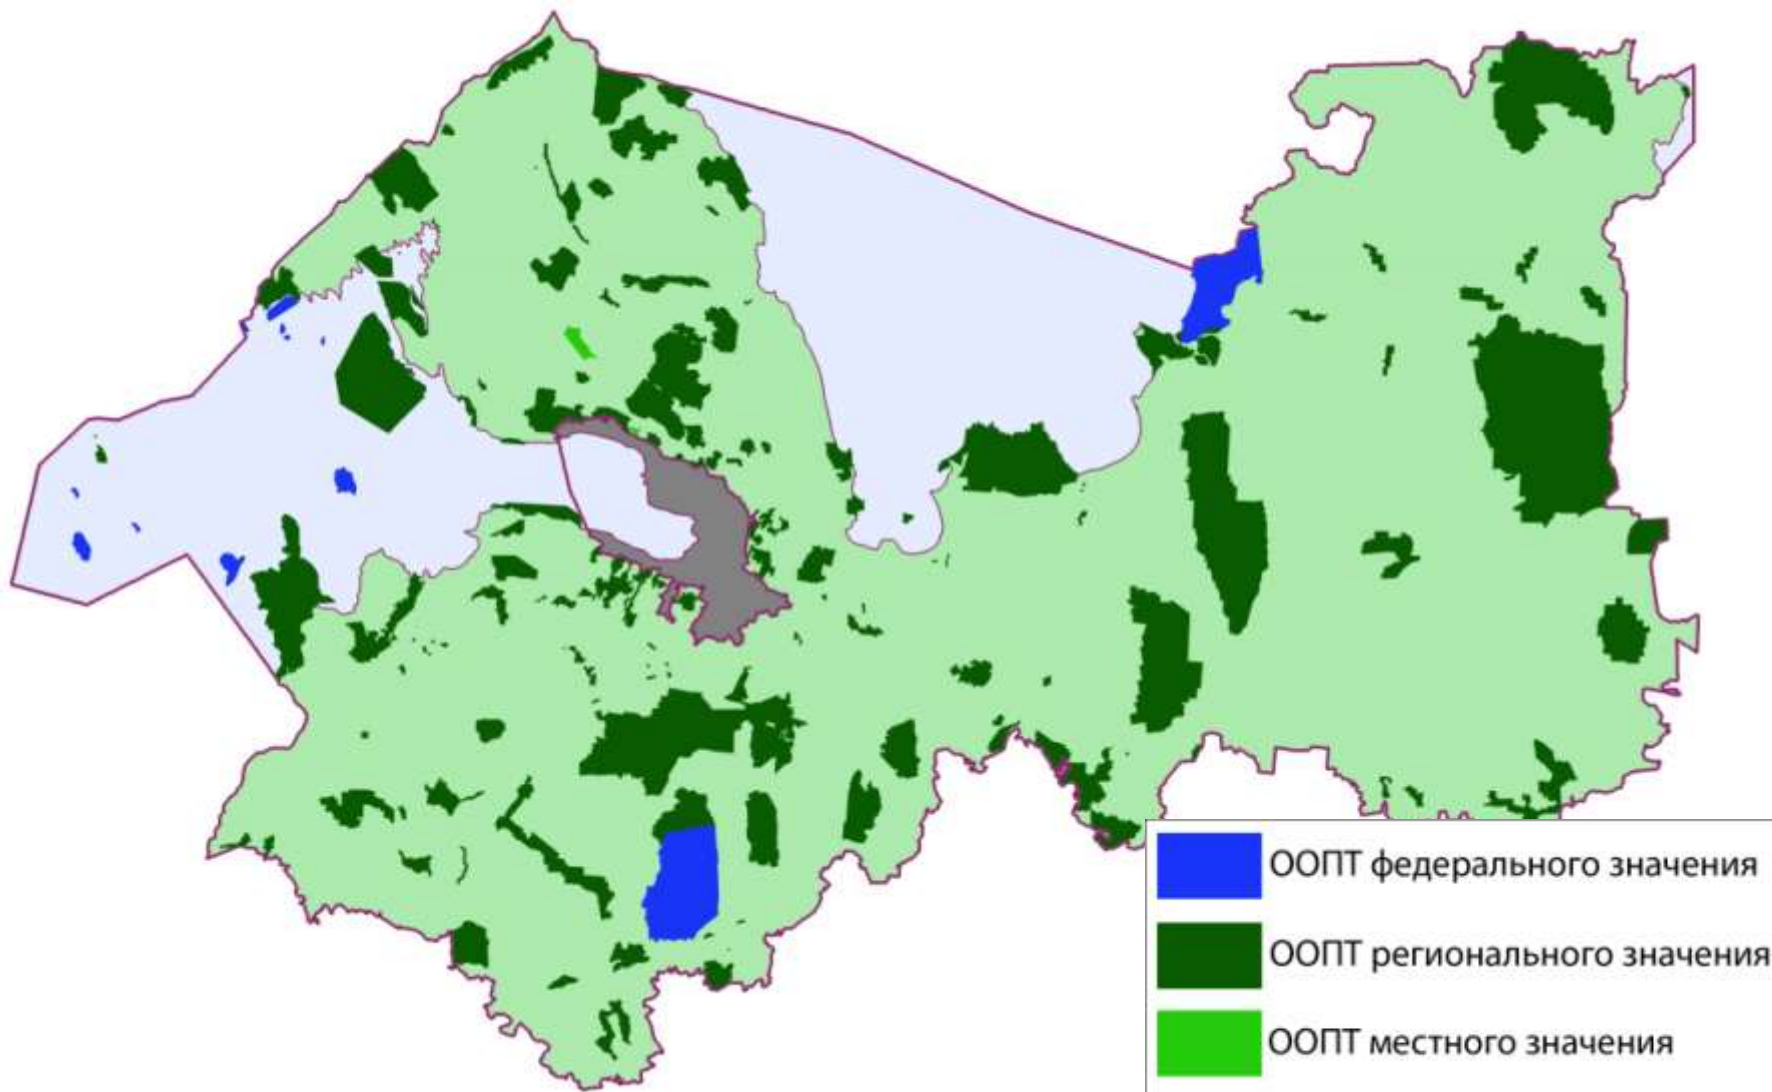 ООПТ федерального значения
ООПТ регионального значения
ООПТ местного значения